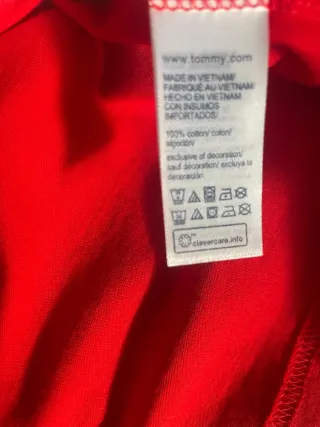 www.tommy.com
MADE IN VIETNAM/
FABRIQUÉ AU VIETNAM/
HECHO EN VIETNAM
CON INSUMOS
IMPORTADOS/
100% cotton/ coton/
algodón/
exclusive of decoration/
sauf décoration/ excluya la
decoración
clevercare.info